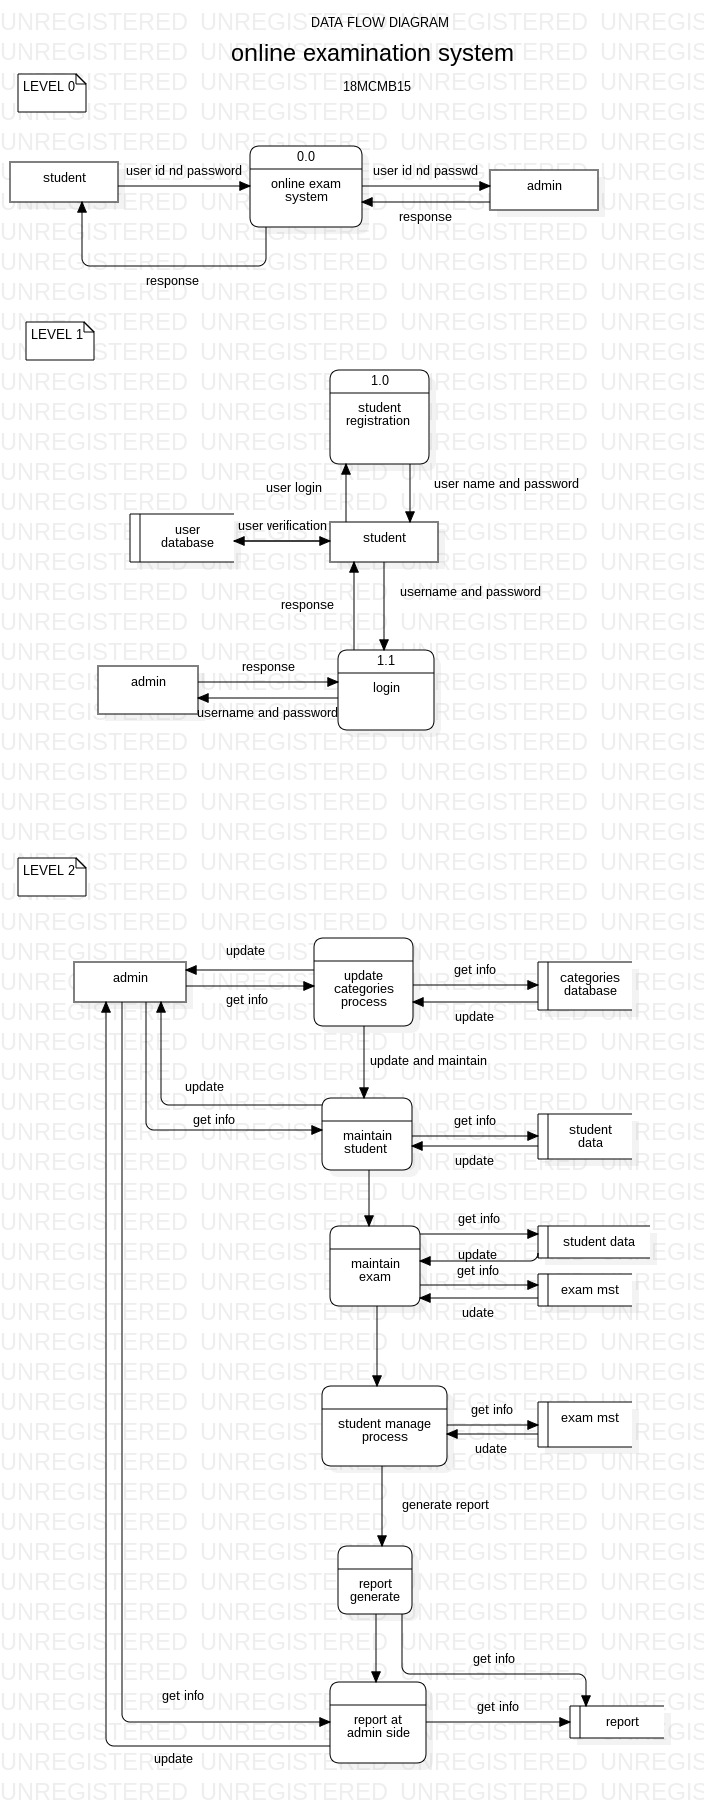 DATA FLOW DIAGRAM
online examination system
18MCMB15
LEVEL 0
student
user id nd password
0.0
online exam
system
user id nd passwd
admin
response
response
LEVEL 1
1.0
student
registration
user login
user name and password
user
database
user verification
student
response
username and password
admin
response
username and password
1.1
login
LEVEL 2
admin
update
get info
update
categories
process
get info
update
categories
database
update and maintain
update
get info
maintain
student
get info
update
student
data
maintain
exam
get info
update
student data
get info
udate
exam mst
student manage
process
get info
udate
exam mst
generate report
report
generate
get info
get info
update
report at
admin side
get info
report
UNREGISTERED